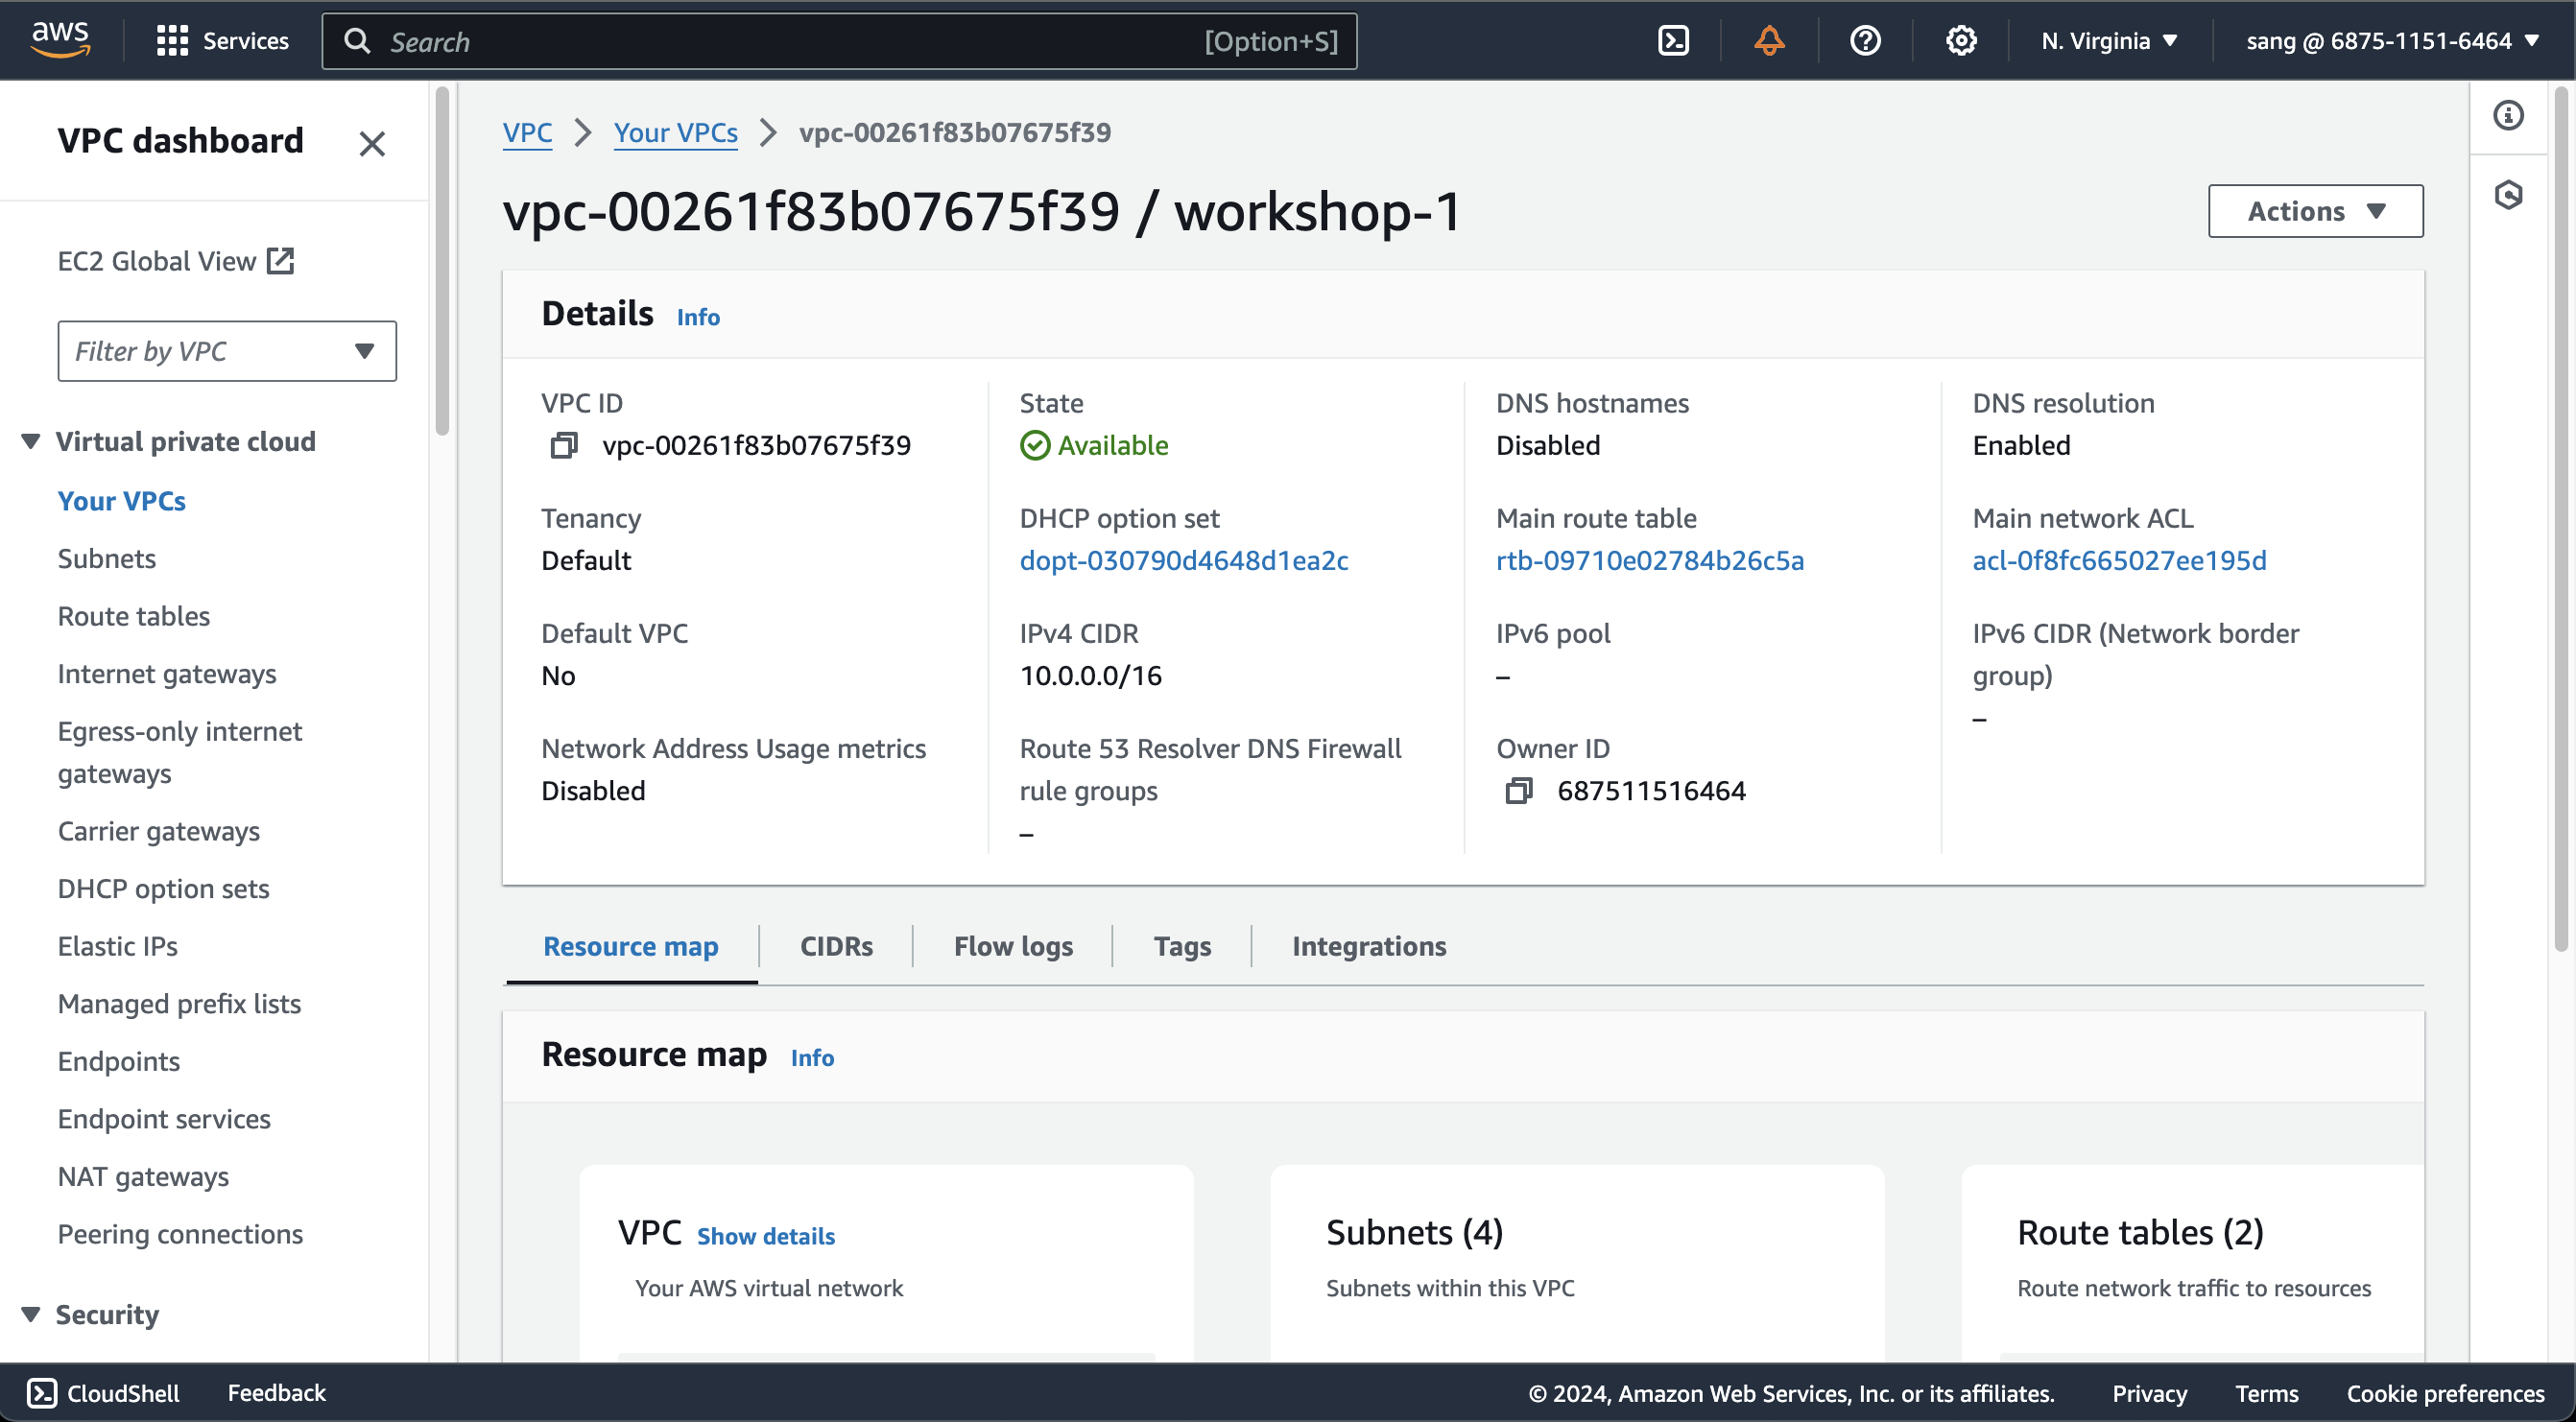 aws Services Search [Option+S] N. Virginia sang @ 6875-1151-6464
VPC dashboard
EC2 Global View
Filter by VPC
Virtual private cloud
Your VPCs
Subnets
Route tables
Internet gateways
Egress-only internet
gateways
Carrier gateways
DHCP option sets
Elastic IPs
Managed prefix lists
Endpoints
Endpoint services
NAT gateways
Peering connections
Security
VPC Your VPCs vpc-00261f83b07675f39
vpc-00261f83b07675f39 / workshop-1
Actions
Details Info
VPC ID
vpc-00261f83b07675f39
State
Available
DNS hostnames
Disabled
DNS resolution
Enabled
Tenancy
Default
DHCP option set
dopt-030790d4648d1ea2c
Main route table
rtb-09710e02784b26c5a
Main network ACL
acl-0f8fc665027ee195d
Default VPC
No
IPv4 CIDR
10.0.0.0/16
IPv6 pool
–
IPv6 CIDR (Network border
group)
–
Network Address Usage metrics
Disabled
Route 53 Resolver DNS Firewall
rule groups
–
Owner ID
687511516464
Resource map CIDRs Flow logs Tags Integrations
Resource map Info
VPC Show details
Your AWS virtual network
Subnets (4)
Subnets within this VPC
Route tables (2)
Route network traffic to resources
CloudShell Feedback © 2024, Amazon Web Services, Inc. or its affiliates. Privacy Terms Cookie preferences